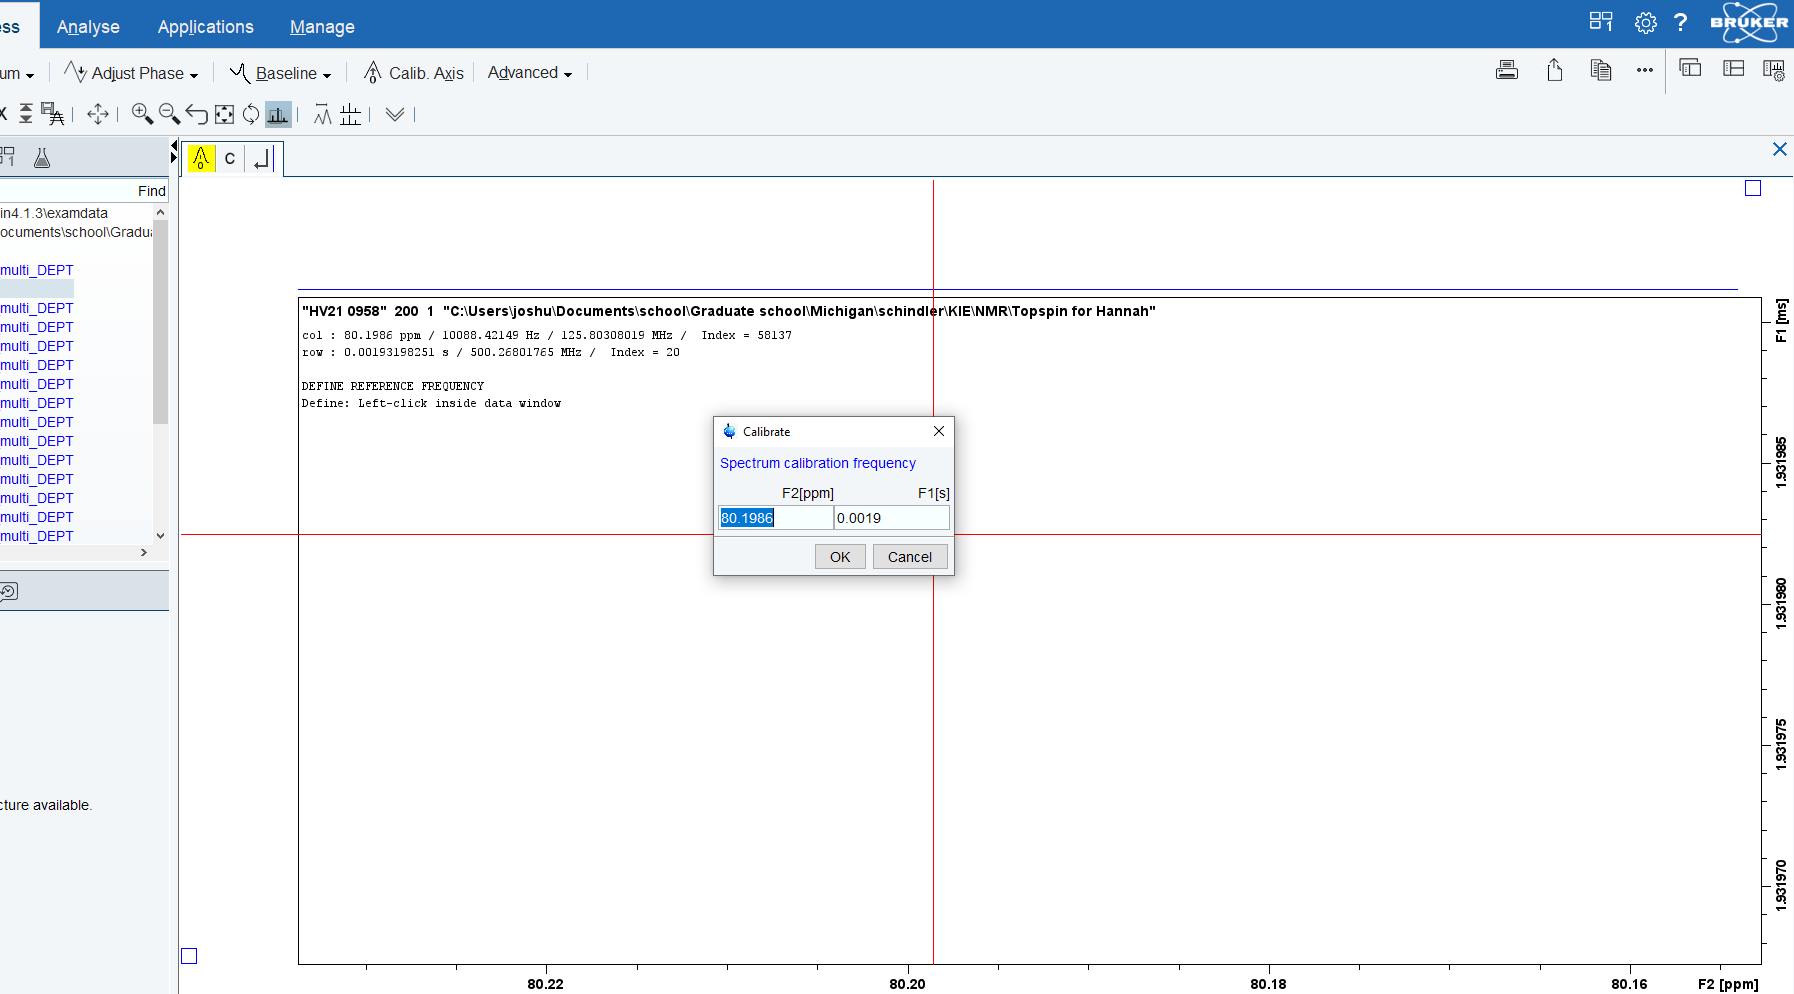 ess Analyse Applications Manage BRUKER
um Adjust Phase Baseline Calib. Axis Advanced
C
Find
in4.1.3\examdata
ocuments\school\Gradu
multi_DEPT
multi_DEPT
multi_DEPT
multi_DEPT
multi_DEPT
multi_DEPT
multi_DEPT
multi_DEPT
multi_DEPT
multi_DEPT
multi_DEPT
multi_DEPT
multi_DEPT
multi_DEPT
cture available.
"HV21 0958" 200 1 "C:\Users\joshu\Documents\school\Graduate school\Michigan\schindler\KIE\NMR\Topspin for Hannah"
col : 80.1986 ppm / 10088.42149 Hz / 125.80308019 MHz / Index = 58137
row : 0.00193198251 s / 500.26801765 MHz / Index = 20
DEFINE REFERENCE FREQUENCY
Define: Left-click inside data window
Calibrate
Spectrum calibration frequency
F2[ppm] F1[s]
80.1986 0.0019
OK Cancel
F1 [ms]
1.931985
1.931980
1.931975
1.931970
80.22 80.20 80.18 80.16 F2 [ppm]